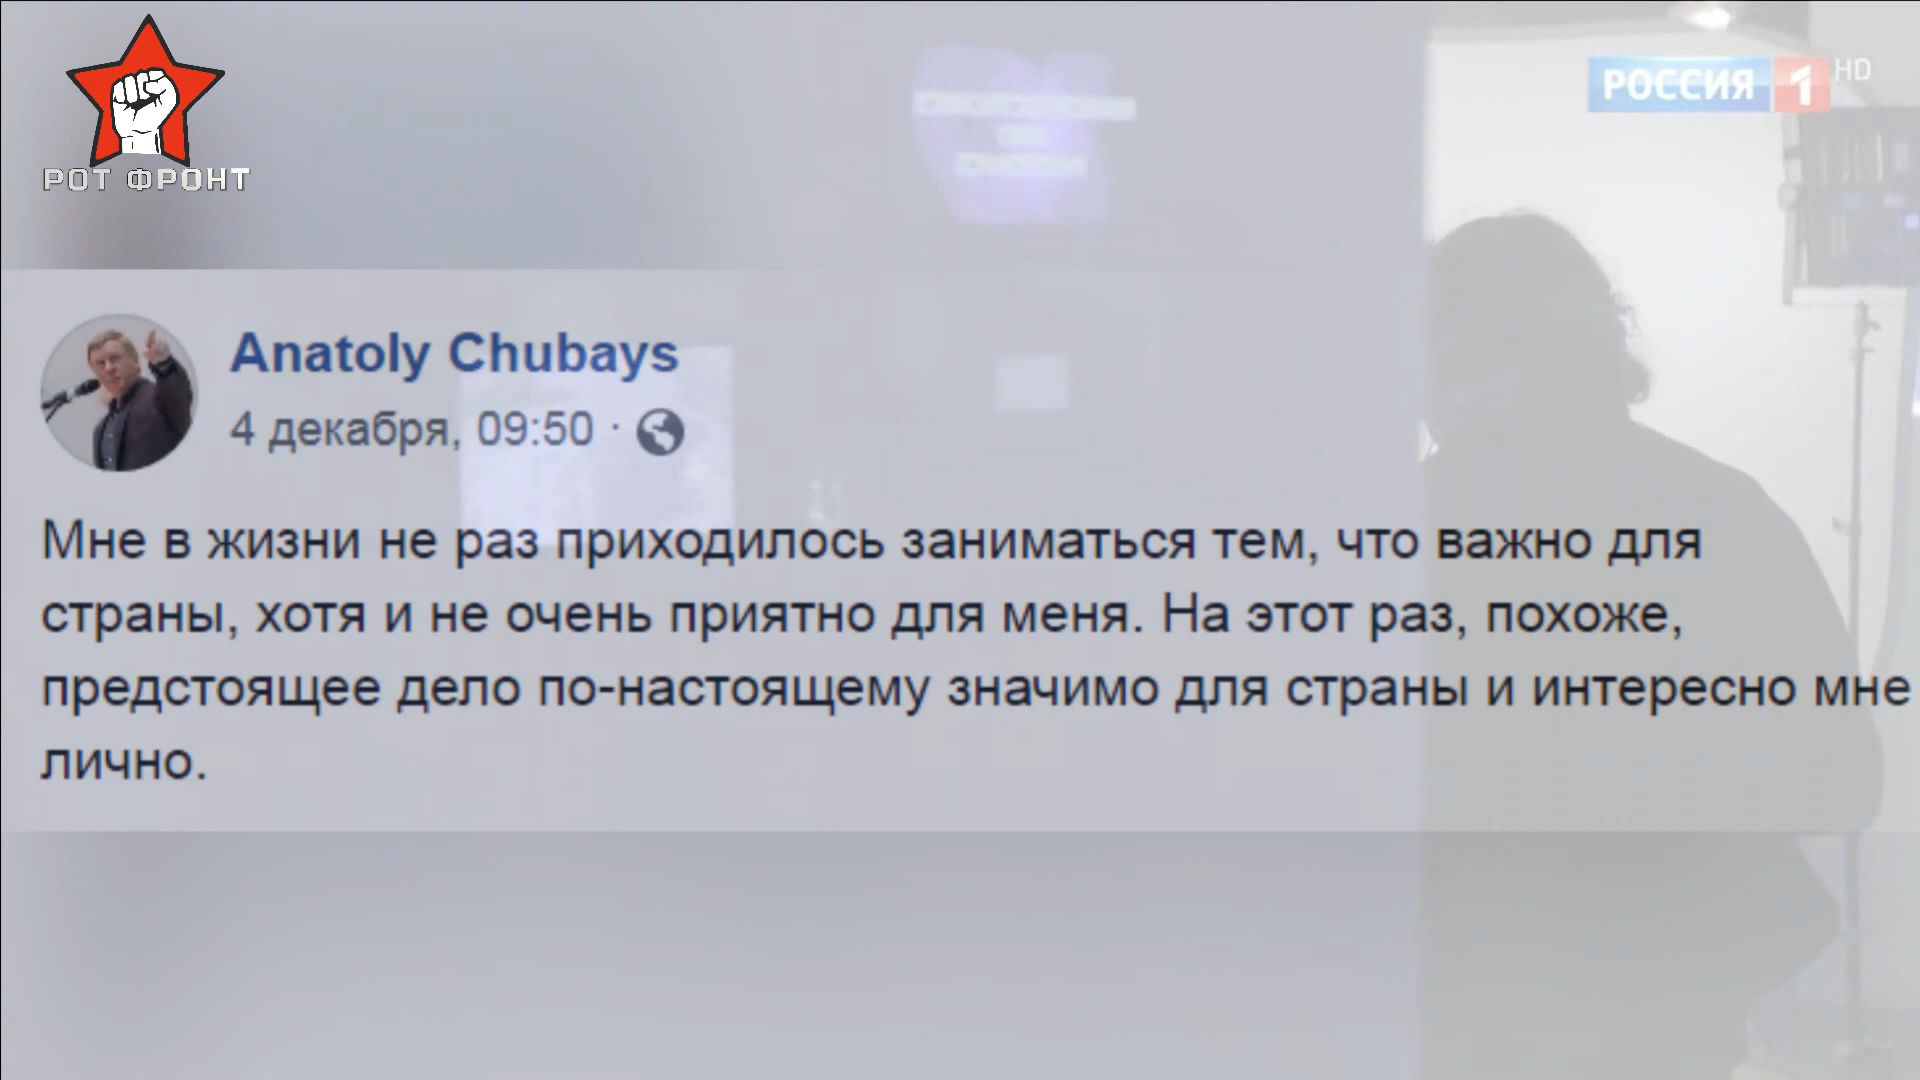 РОТ ФРОНТ
РОССИЯ 1 HD
Anatoly Chubays
4 декабря, 09:50 ·
Мне в жизни не раз приходилось заниматься тем, что важно для
страны, хотя и не очень приятно для меня. На этот раз, похоже,
предстоящее дело по-настоящему значимо для страны и интересно мне
лично.